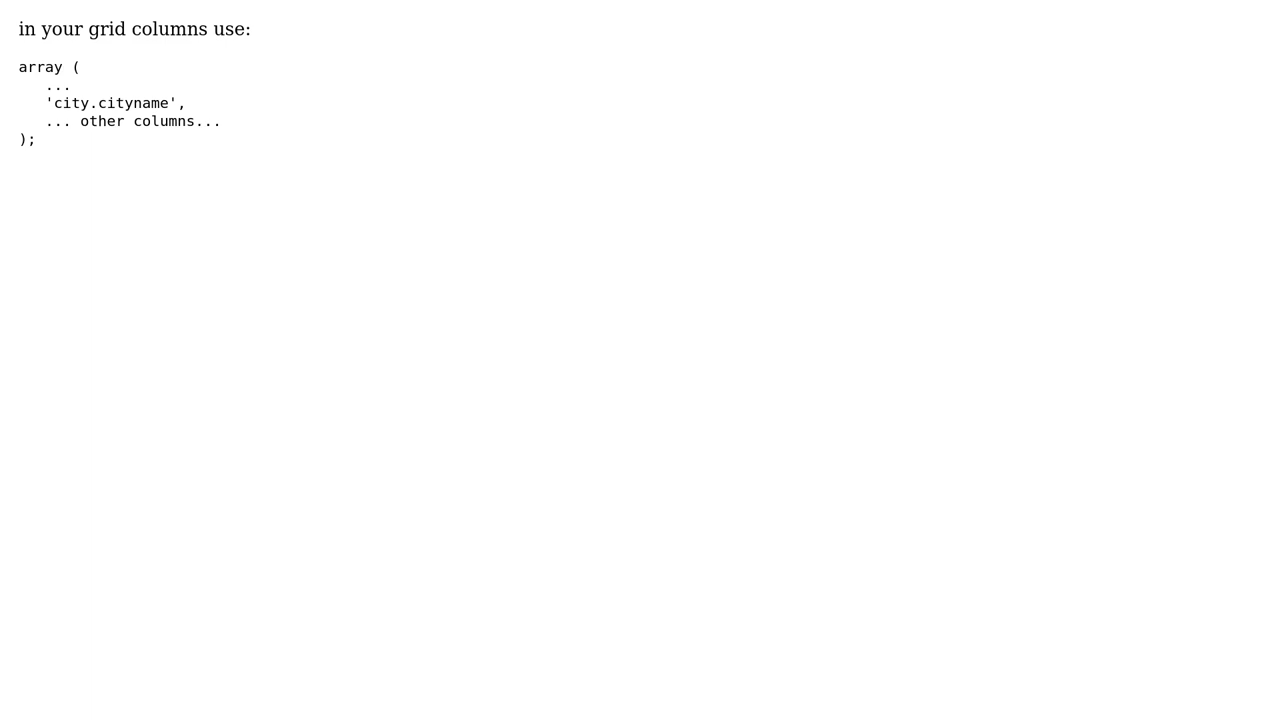 in your grid columns use:
array (
   ...
   'city.cityname',
   ... other columns...
);